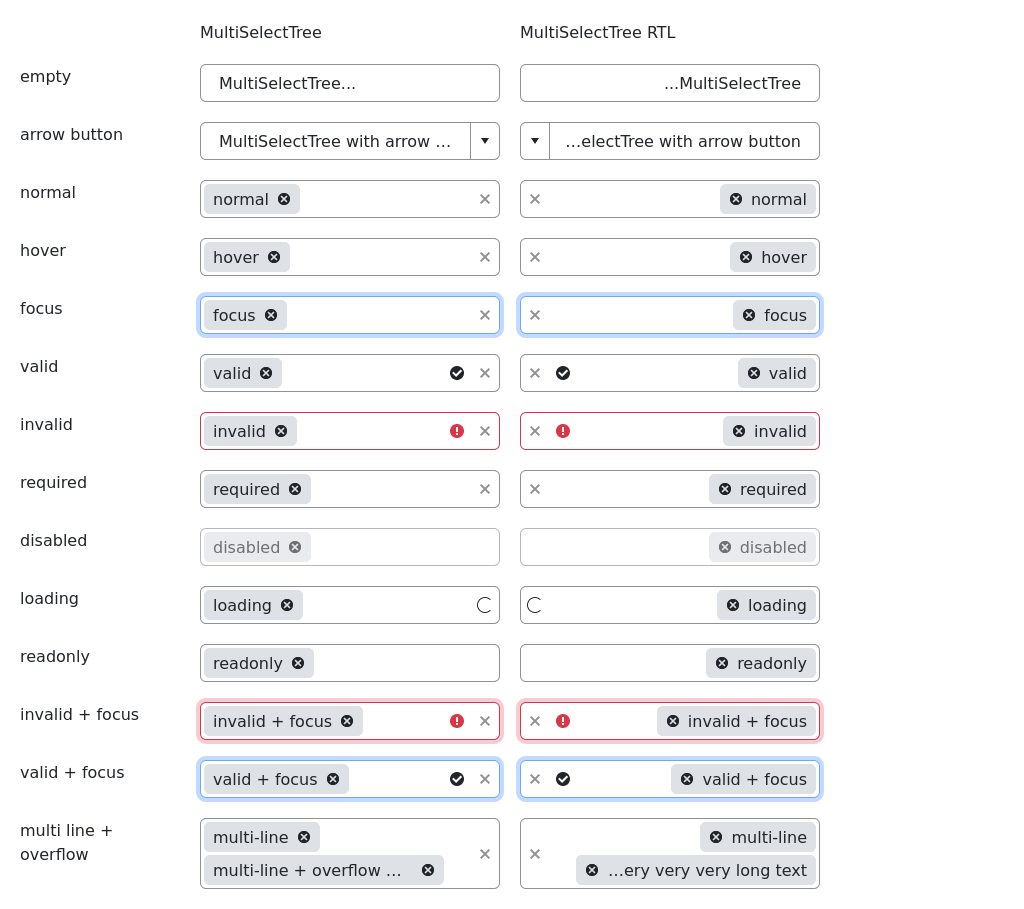 MultiSelectTree MultiSelectTree RTL
empty MultiSelectTree... ...MultiSelectTree
arrow button MultiSelectTree with arrow ... ...electTree with arrow button
normal normal normal
hover hover hover
focus focus focus
valid valid valid
invalid invalid invalid
required required required
disabled disabled disabled
loading loading loading
readonly readonly readonly
invalid + focus invalid + focus invalid + focus
valid + focus valid + focus valid + focus
multi line + multi-line multi-line
overflow multi-line + overflow ... ...ery very very long text